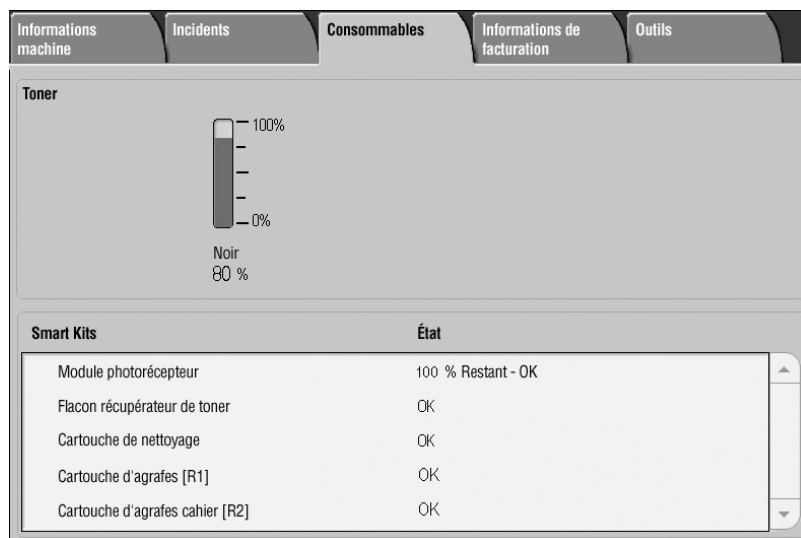 Informations machine
Incidents
Consommables
Informations de facturation
Outils
Toner
100%
0%
Noir
80 %
Smart Kits État
Module photorécepteur 100 % Restant - OK
Flacon récupérateur de toner OK
Cartouche de nettoyage OK
Cartouche d'agrafes [R1] OK
Cartouche d'agrafes cahier [R2] OK